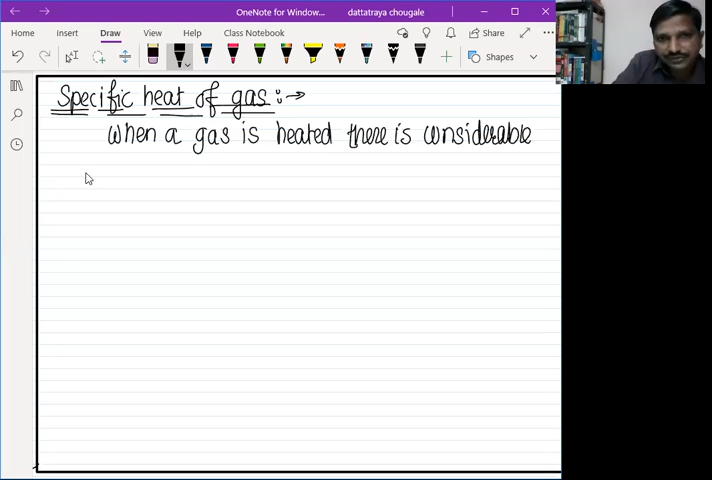 OneNote for Window...
dattatraya chougale
Home
Insert
Draw
View
Help
Class Notebook
Share
Shapes
Specific heat of gas :→
when a gas is heated there is considerable